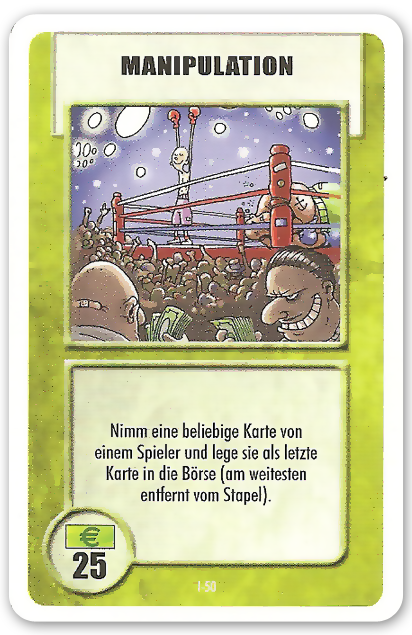 MANIPULATION
Nimm eine beliebige Karte von
einem Spieler und lege sie als letzte
Karte in die Börse (am weitesten
entfernt vom Stapel).
€
25
I-50